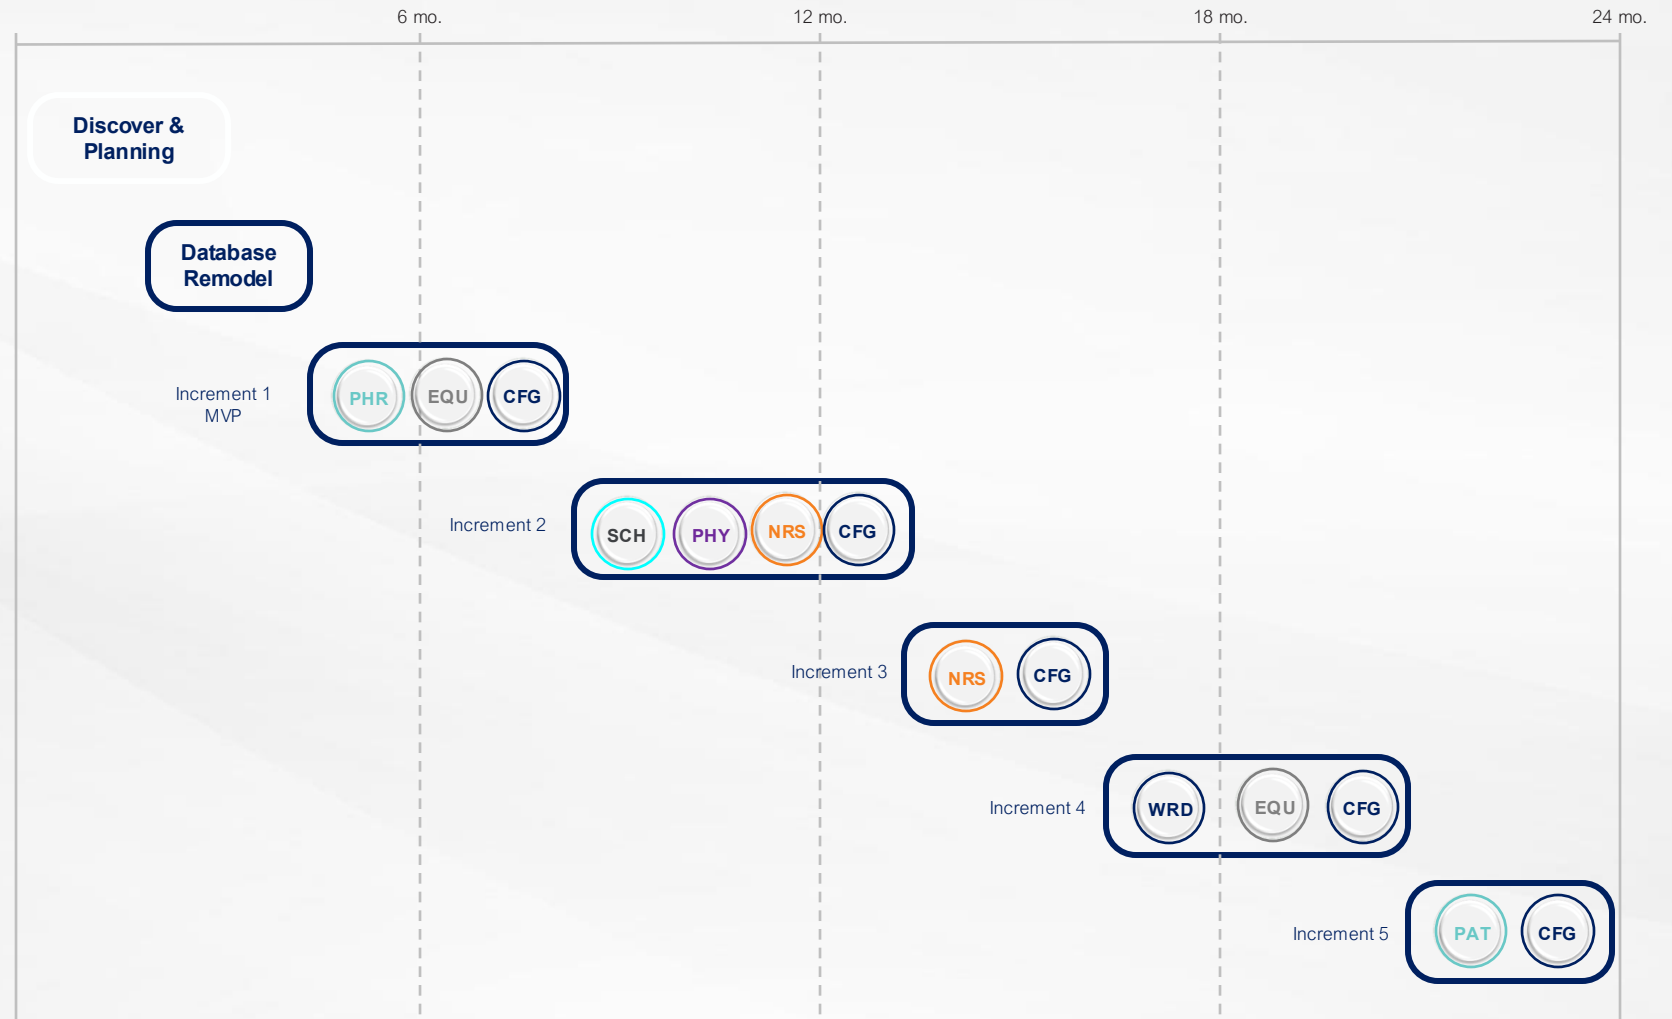 6 mo.
12 mo.
18 mo.
24 mo.
Discover &
Planning
Database
Remodel
Increment 1
MVP
PHR
EQU
CFG
Increment 2
SCH
PHY
NRS
CFG
Increment 3
NRS
CFG
Increment 4
WRD
EQU
CFG
Increment 5
PAT
CFG